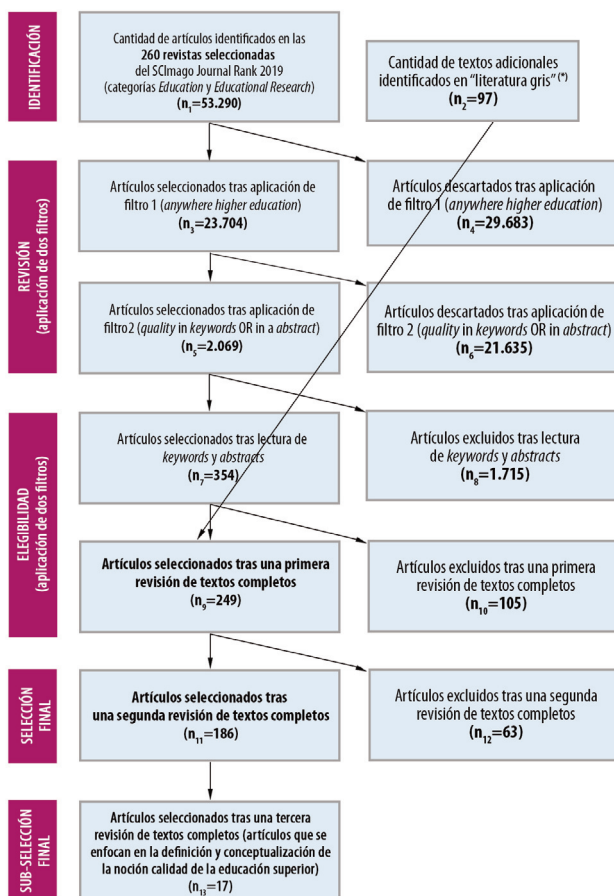 IDENTIFICACIÓN
Cantidad de artículos identificados en las
260 revistas seleccionadas
del SCImago Journal Rank 2019
(categorías Education y Educational Research)
(n1=53.290)
Cantidad de textos adicionales
identificados en "literatura gris" (*)
(n2=97)
REVISIÓN
(aplicación de dos filtros)
Artículos seleccionados tras aplicación de
filtro 1 (anywhere higher education)
(n3=23.704)
Artículos descartados tras aplicación
de filtro 1 (anywhere higher education)
(n4=29.683)
Artículos seleccionados tras aplicación de
filtro2 (quality in keywords OR in a abstract)
(n5=2.069)
Artículos descartados tras aplicación de
filtro 2 (quality in keywords OR in abstract)
(n6=21.635)
ELEGIBILIDAD
(aplicación de dos filtros)
Artículos seleccionados tras lectura de
keywords y abstracts
(n7=354)
Artículos excluidos tras lectura
de keywords y abstracts
(n8=1.715)
Artículos seleccionados tras una primera
revisión de textos completos
(n9=249)
Artículos excluidos tras una primera
revisión de textos completos
(n10=105)
SELECCIÓN
FINAL
Artículos seleccionados tras
una segunda revisión de textos completos
(n11=186)
Artículos excluidos tras una segunda
revisión de textos completos
(n12=63)
SUB-SELECCIÓN
FINAL
Artículos seleccionados tras una tercera
revisión de textos completos (artículos que se
enfocan en la definición y conceptualización de
la noción calidad de la educación superior)
(n13=17)